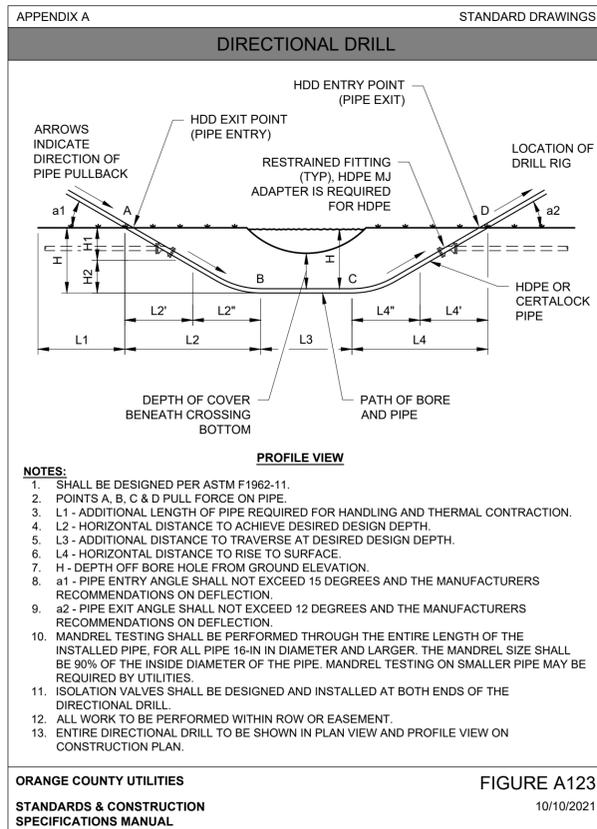 APPENDIX A
STANDARD DRAWINGS
DIRECTIONAL DRILL
HDD ENTRY POINT
(PIPE EXIT)
HDD EXIT POINT
(PIPE ENTRY)
ARROWS
INDICATE
DIRECTION OF
PIPE PULLBACK
RESTRAINED FITTING
(TYP), HDPE MJ
ADAPTER IS REQUIRED
FOR HDPE
LOCATION OF
DRILL RIG
a1
A
D
a2
H
H1
H2
H
B
C
HDPE OR
CERTALOCK
PIPE
L2'
L2"
L4"
L4'
L1
L2
L3
L4
DEPTH OF COVER
BENEATH CROSSING
BOTTOM
PATH OF BORE
AND PIPE
PROFILE VIEW
NOTES:
1. SHALL BE DESIGNED PER ASTM F1962-11.
2. POINTS A, B, C & D PULL FORCE ON PIPE.
3. L1 - ADDITIONAL LENGTH OF PIPE REQUIRED FOR HANDLING AND THERMAL CONTRACTION.
4. L2 - HORIZONTAL DISTANCE TO ACHIEVE DESIRED DESIGN DEPTH.
5. L3 - ADDITIONAL DISTANCE TO TRAVERSE AT DESIRED DESIGN DEPTH.
6. L4 - HORIZONTAL DISTANCE TO RISE TO SURFACE.
7. H - DEPTH OFF BORE HOLE FROM GROUND ELEVATION.
8. a1 - PIPE ENTRY ANGLE SHALL NOT EXCEED 15 DEGREES AND THE MANUFACTURERS
RECOMMENDATIONS ON DEFLECTION.
9. a2 - PIPE EXIT ANGLE SHALL NOT EXCEED 12 DEGREES AND THE MANUFACTURERS
RECOMMENDATIONS ON DEFLECTION.
10. MANDREL TESTING SHALL BE PERFORMED THROUGH THE ENTIRE LENGTH OF THE
INSTALLED PIPE, FOR ALL PIPE 16-IN IN DIAMETER AND LARGER. THE MANDREL SIZE SHALL
BE 90% OF THE INSIDE DIAMETER OF THE PIPE. MANDREL TESTING ON SMALLER PIPE MAY BE
REQUIRED BY UTILITIES.
11. ISOLATION VALVES SHALL BE DESIGNED AND INSTALLED AT BOTH ENDS OF THE
DIRECTIONAL DRILL.
12. ALL WORK TO BE PERFORMED WITHIN ROW OR EASEMENT.
13. ENTIRE DIRECTIONAL DRILL TO BE SHOWN IN PLAN VIEW AND PROFILE VIEW ON
CONSTRUCTION PLAN.
ORANGE COUNTY UTILITIES
FIGURE A123
STANDARDS & CONSTRUCTION
SPECIFICATIONS MANUAL
10/10/2021